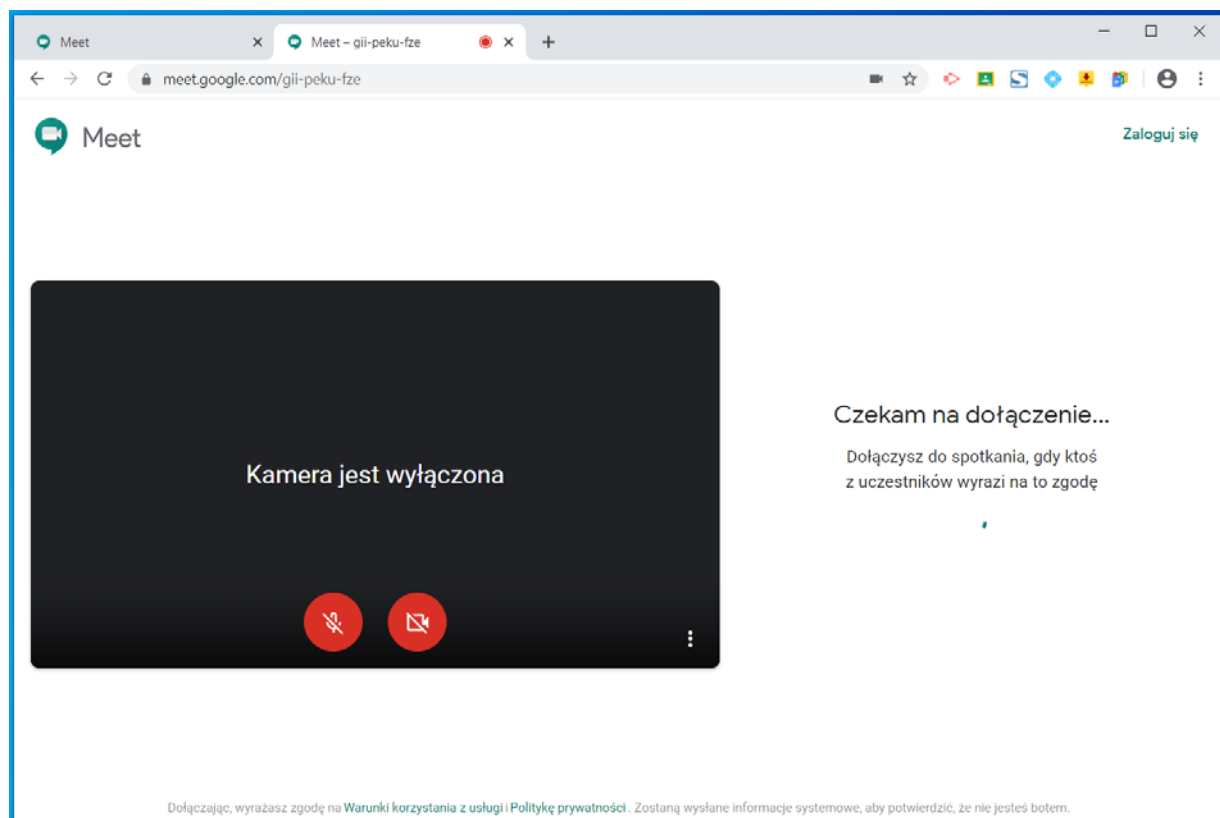 Meet
Meet – gii-peku-fze
meet.google.com/gii-peku-fze
Meet
Zaloguj się
Kamera jest wyłączona
Czekam na dołączenie...
Dołączysz do spotkania, gdy ktoś
z uczestników wyrazi na to zgodę
Dołączając, wyrażasz zgodę na Warunki korzystania z usługi i Politykę prywatności. Zostaną wysłane informacje systemowe, aby potwierdzić, że nie jesteś botem.